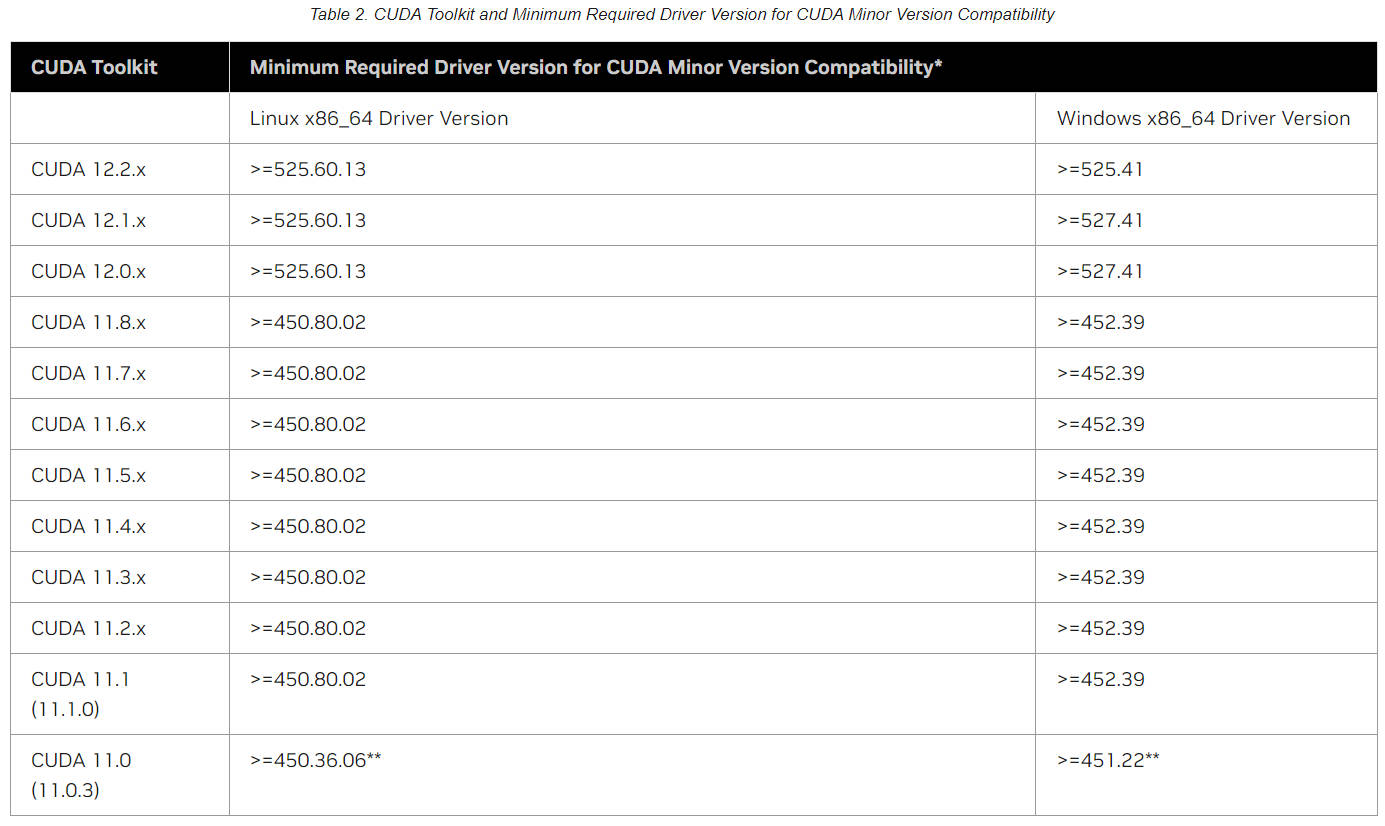 Table 2. CUDA Toolkit and Minimum Required Driver Version for CUDA Minor Version Compatibility
CUDA Toolkit Minimum Required Driver Version for CUDA Minor Version Compatibility*
Linux x86_64 Driver Version Windows x86_64 Driver Version
CUDA 12.2.x >=525.60.13 >=525.41
CUDA 12.1.x >=525.60.13 >=527.41
CUDA 12.0.x >=525.60.13 >=527.41
CUDA 11.8.x >=450.80.02 >=452.39
CUDA 11.7.x >=450.80.02 >=452.39
CUDA 11.6.x >=450.80.02 >=452.39
CUDA 11.5.x >=450.80.02 >=452.39
CUDA 11.4.x >=450.80.02 >=452.39
CUDA 11.3.x >=450.80.02 >=452.39
CUDA 11.2.x >=450.80.02 >=452.39
CUDA 11.1 >=450.80.02 >=452.39
(11.1.0)
CUDA 11.0 >=450.36.06** >=451.22**
(11.0.3)